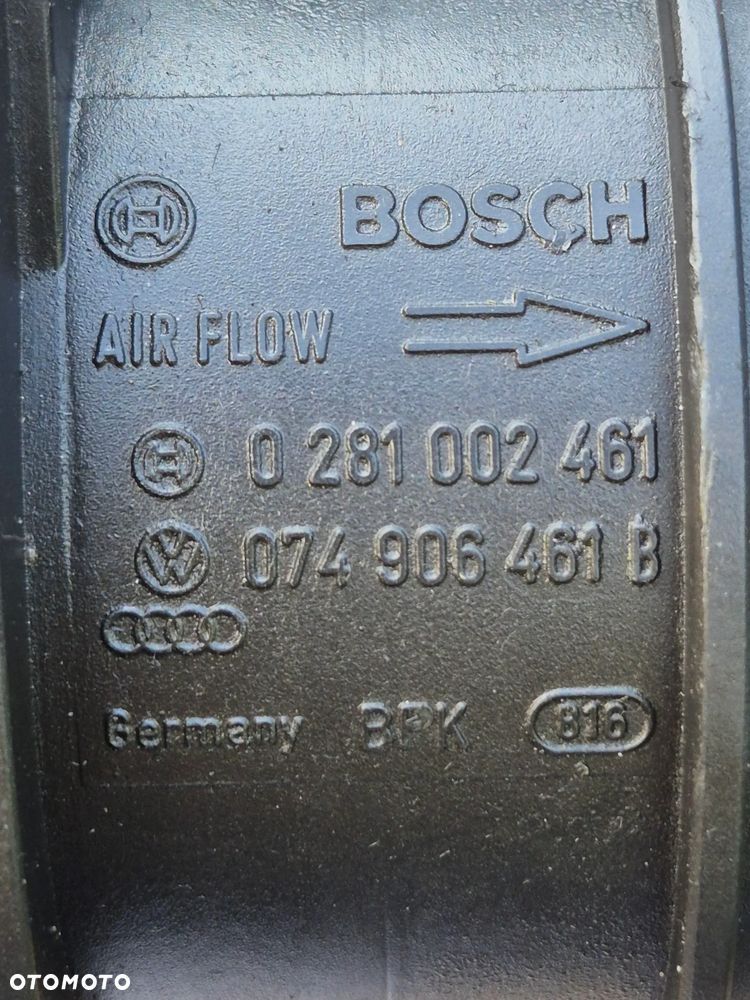 BOSCH
AIR FLOW
0 281 002 461
074 906 461 B
Germany BPK 816
OTOMOTO